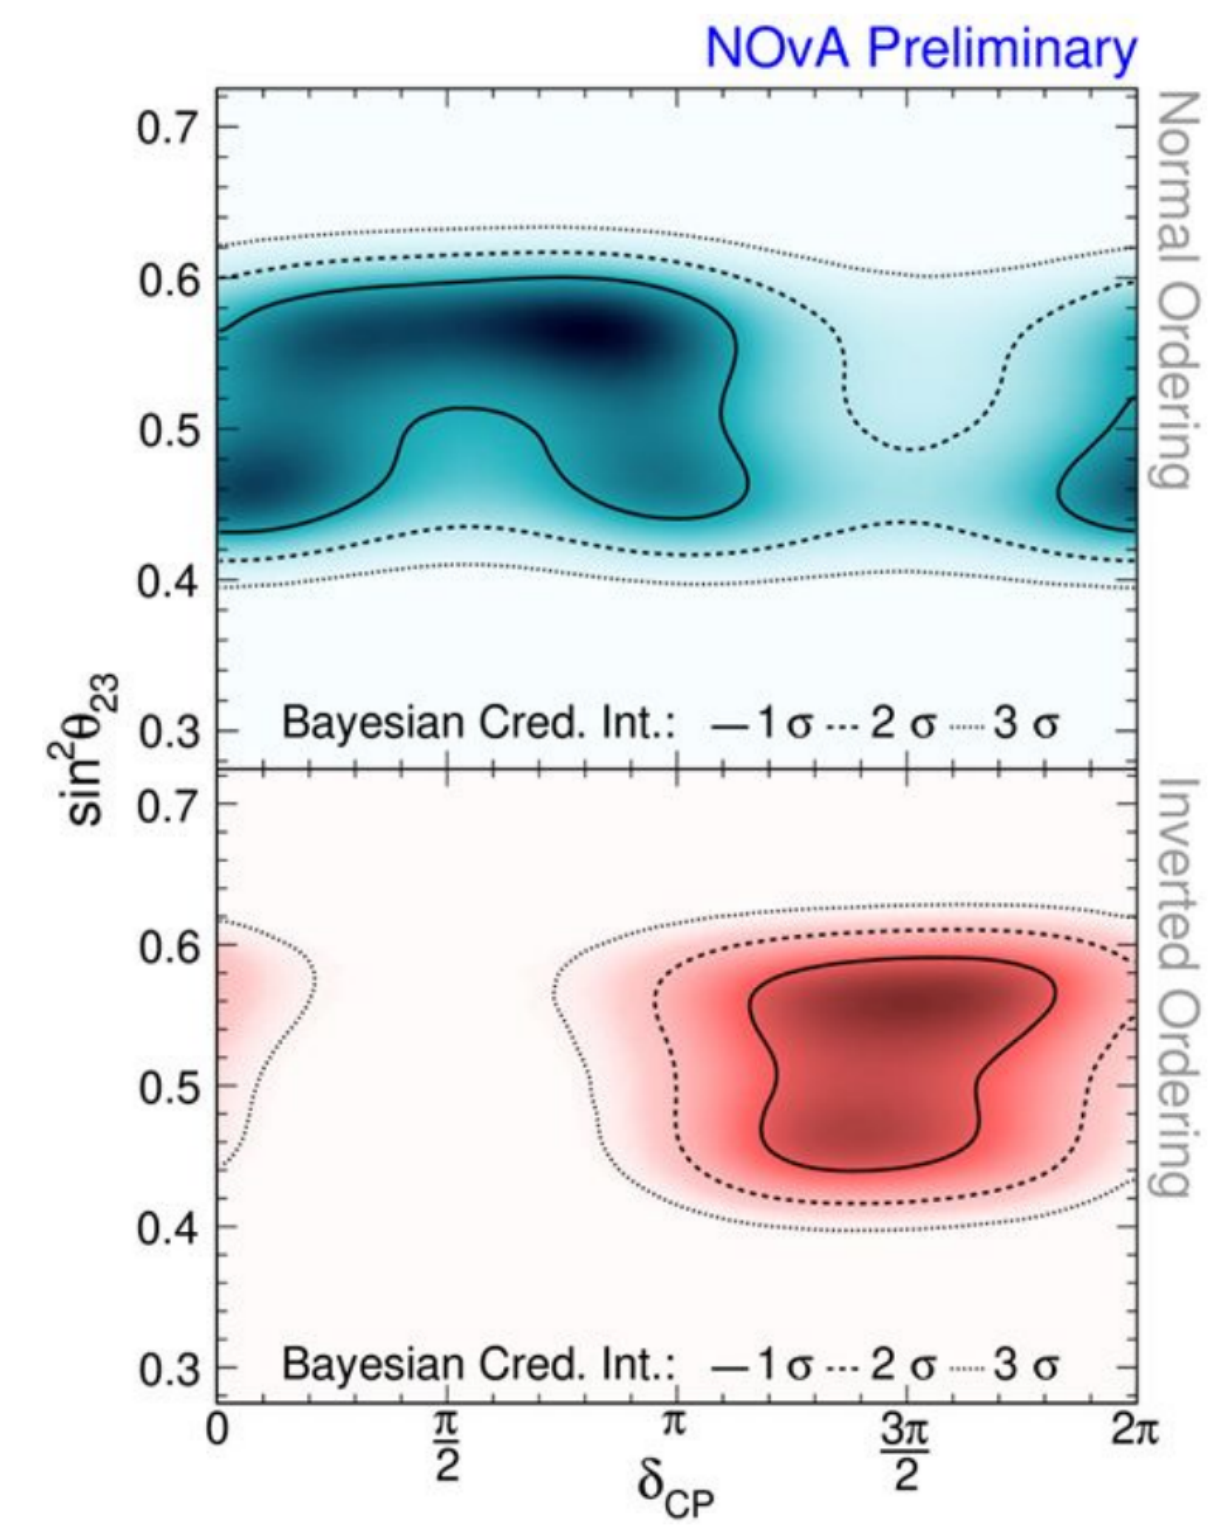 NOvA Preliminary
Normal Ordering
0.7
0.6
0.5
0.4
0.3
Bayesian Cred. Int.: 1 σ 2 σ 3 σ
sin²θ₂₃
Inverted Ordering
0.7
0.6
0.5
0.4
0.3
Bayesian Cred. Int.: 1 σ 2 σ 3 σ
0 π/2 π 3π/2 2π
δ_CP